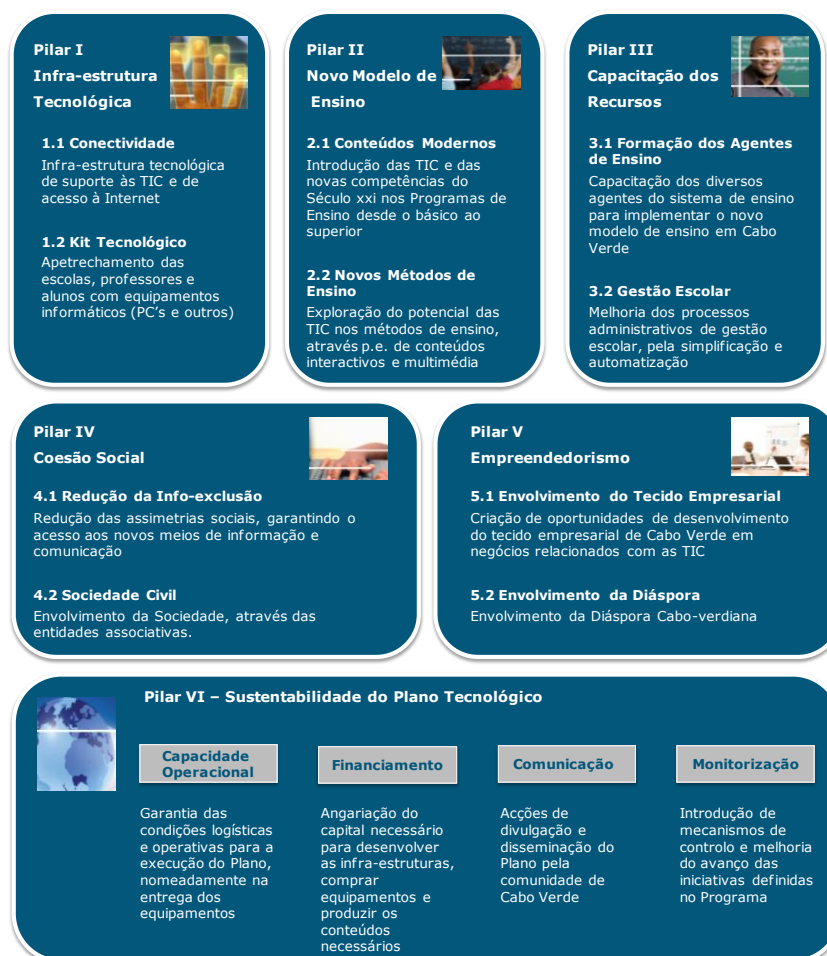 Pilar I
Infra-estrutura
Tecnológica
1.1 Conectividade
Infra-estrutura tecnológica
de suporte às TIC e de
acesso à Internet
1.2 Kit Tecnológico
Apetrechamento das
escolas, professores e
alunos com equipamentos
informáticos (PC's e outros)
Pilar II
Novo Modelo de
Ensino
2.1 Conteúdos Modernos
Introdução das TIC e das
novas competências do
Século xxi nos Programas de
Ensino desde o básico ao
superior
2.2 Novos Métodos de
Ensino
Exploração do potencial das
TIC nos métodos de ensino,
através p.e. de conteúdos
interactivos e multimédia
Pilar III
Capacitação dos
Recursos
3.1 Formação dos Agentes
de Ensino
Capacitação dos diversos
agentes do sistema de ensino
para implementar o novo
modelo de ensino em Cabo
Verde
3.2 Gestão Escolar
Melhoria dos processos
administrativos de gestão
escolar, pela simplificação e
automatização
Pilar IV
Coesão Social
4.1 Redução da Info-exclusão
Redução das assimetrias sociais, garantindo o
acesso aos novos meios de informação e
comunicação
4.2 Sociedade Civil
Envolvimento da Sociedade, através das
entidades associativas.
Pilar V
Empreendedorismo
5.1 Envolvimento do Tecido Empresarial
Criação de oportunidades de desenvolvimento
do tecido empresarial de Cabo Verde em
negócios relacionados com as TIC
5.2 Envolvimento da Diáspora
Envolvimento da Diáspora Cabo-verdiana
Pilar VI – Sustentabilidade do Plano Tecnológico
Capacidade
Operacional
Garantia das
condições logísticas
e operativas para a
execução do Plano,
nomeadamente na
entrega dos
equipamentos
Financiamento
Angariação do
capital necessário
para desenvolver
as infra-estruturas,
comprar
equipamentos e
produzir os
conteúdos
necessários
Comunicação
Acções de
divulgação e
disseminação do
Plano pela
comunidade de
Cabo Verde
Monitorização
Introdução de
mecanismos de
controlo e melhoria
do avanço das
iniciativas definidas
no Programa